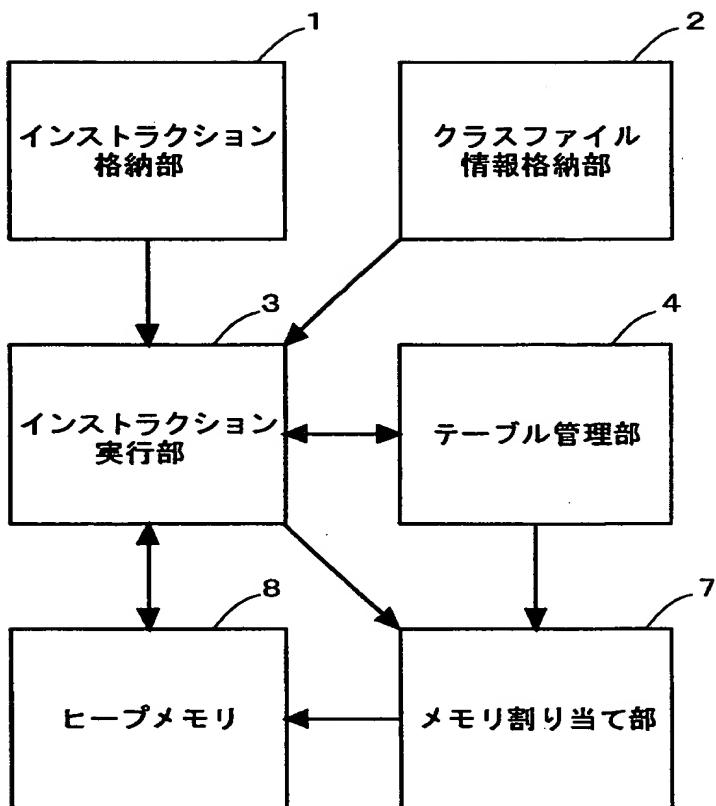 1
インストラクション
格納部
2
クラスファイル
情報格納部
3
インストラクション
実行部
4
テーブル管理部
8
ヒープメモリ
7
メモリ割り当て部